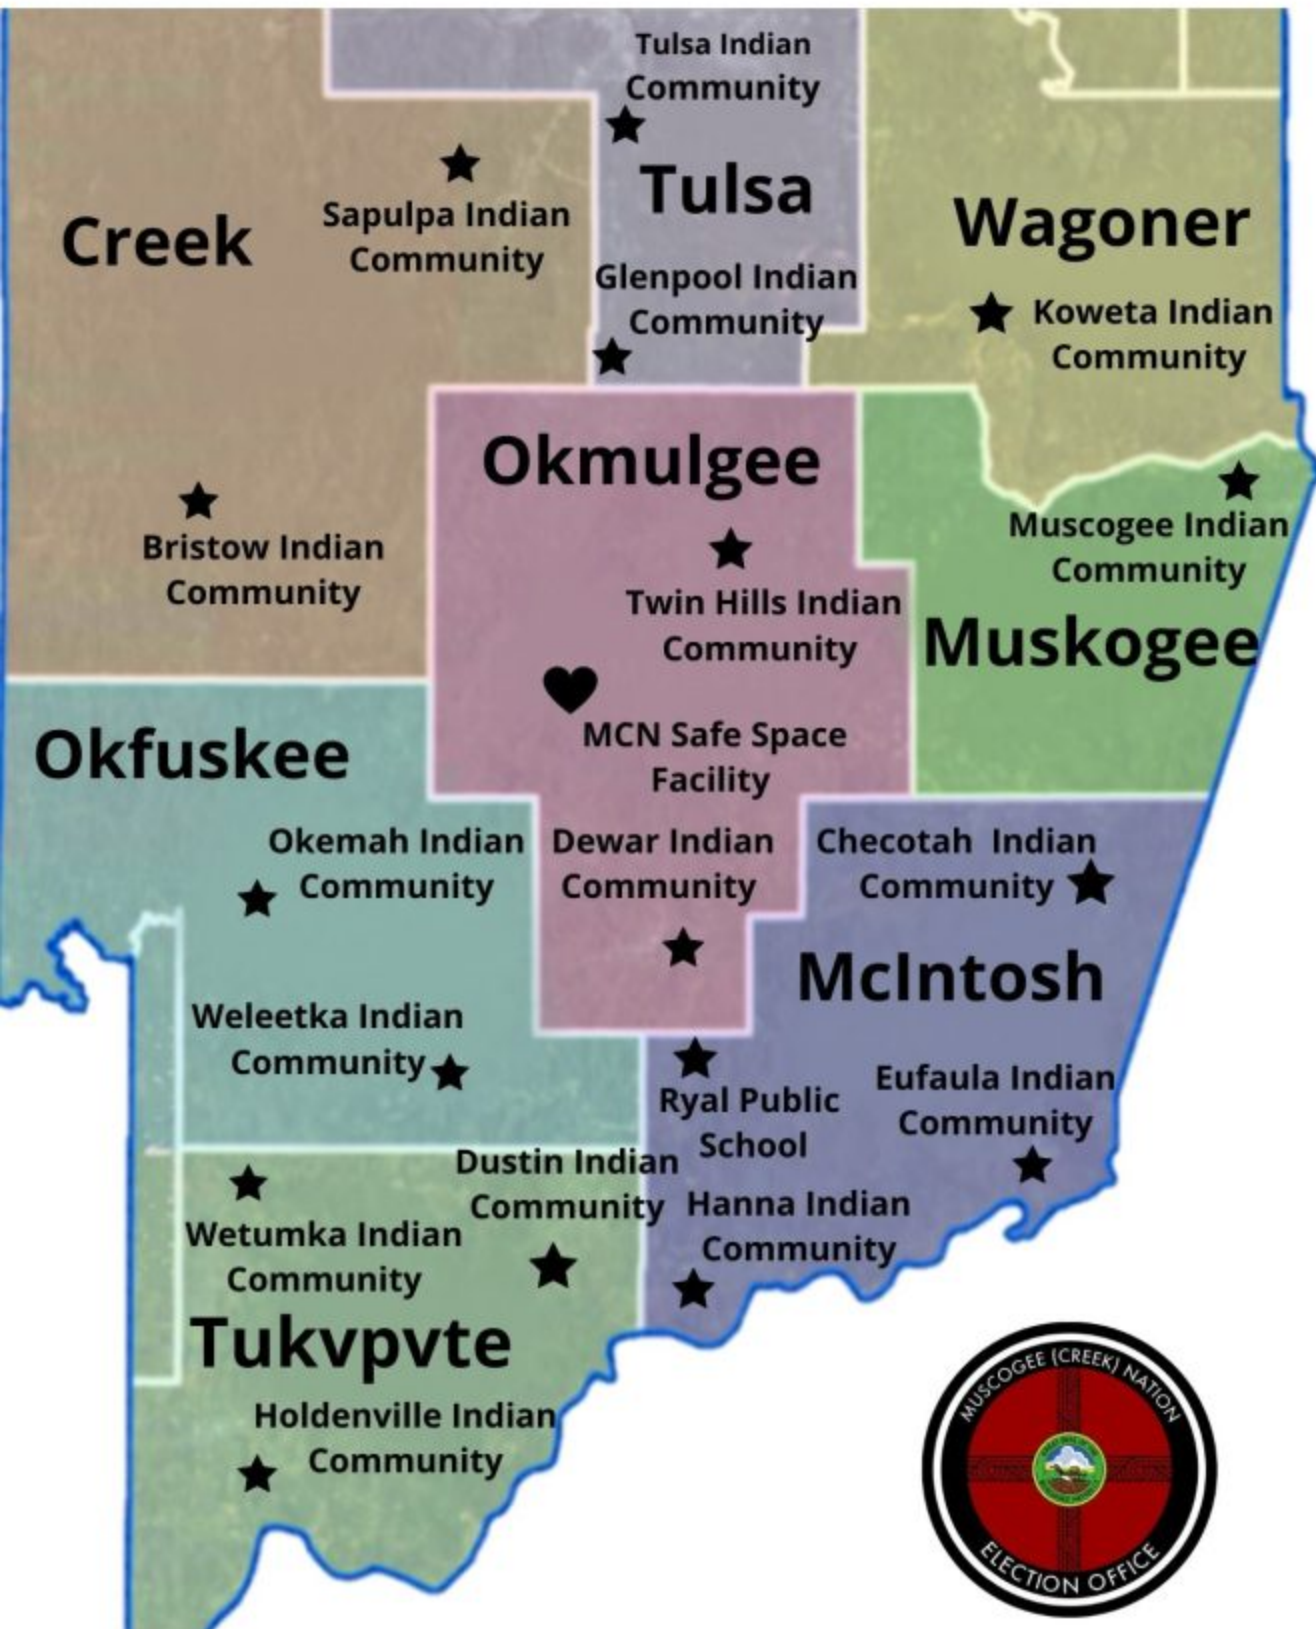 Tulsa Indian
Community
Tulsa
Sapulpa Indian
Community
Creek
Wagoner
Glenpool Indian
Community
Koweta Indian
Community
Okmulgee
Bristow Indian
Community
Muscogee Indian
Community
Twin Hills Indian
Community
Muskogee
MCN Safe Space
Facility
Okfuskee
Okemah Indian
Community
Dewar Indian
Community
Checotah Indian
Community
McIntosh
Weleetka Indian
Community
Ryal Public
School
Eufaula Indian
Community
Dustin Indian
Community
Hanna Indian
Community
Wetumka Indian
Community
Tukvpvte
Holdenville Indian
Community
MUSCOGEE (CREEK) NATION
ELECTION OFFICE